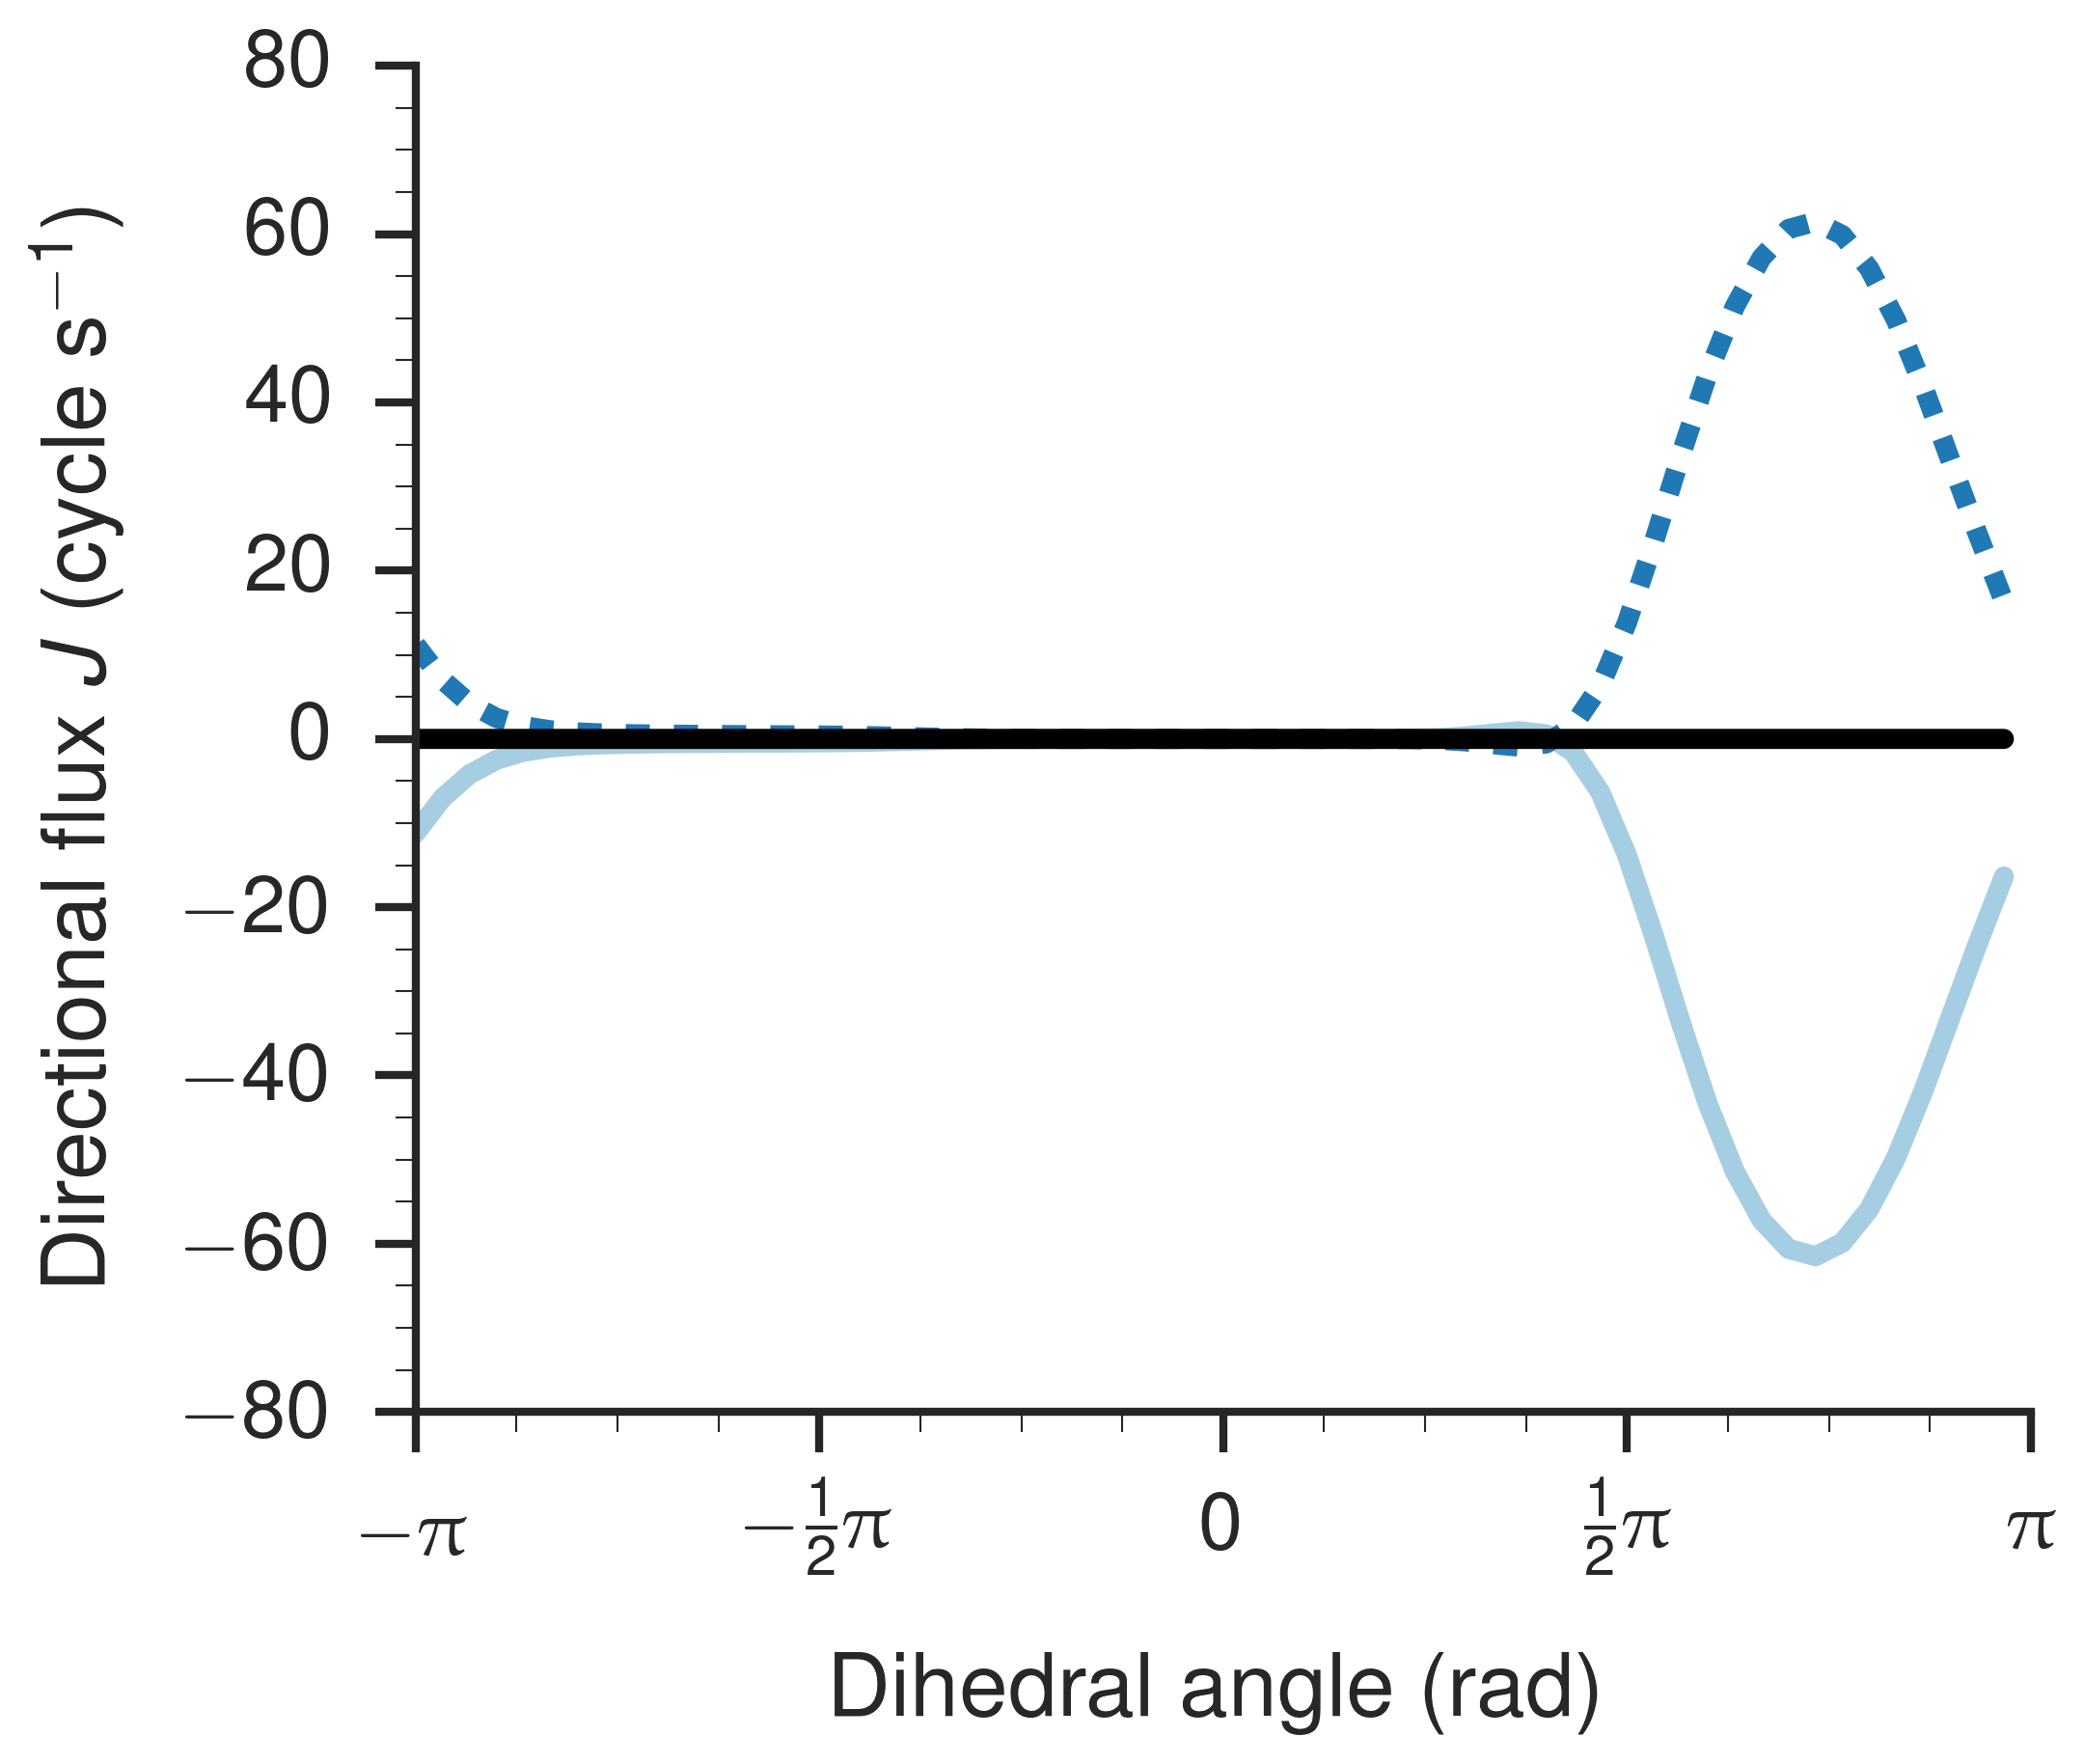 Directional flux J (cycle s⁻¹)
80
60
40
20
0
−20
−40
−60
−80
−π
−½π
0
½π
π
Dihedral angle (rad)